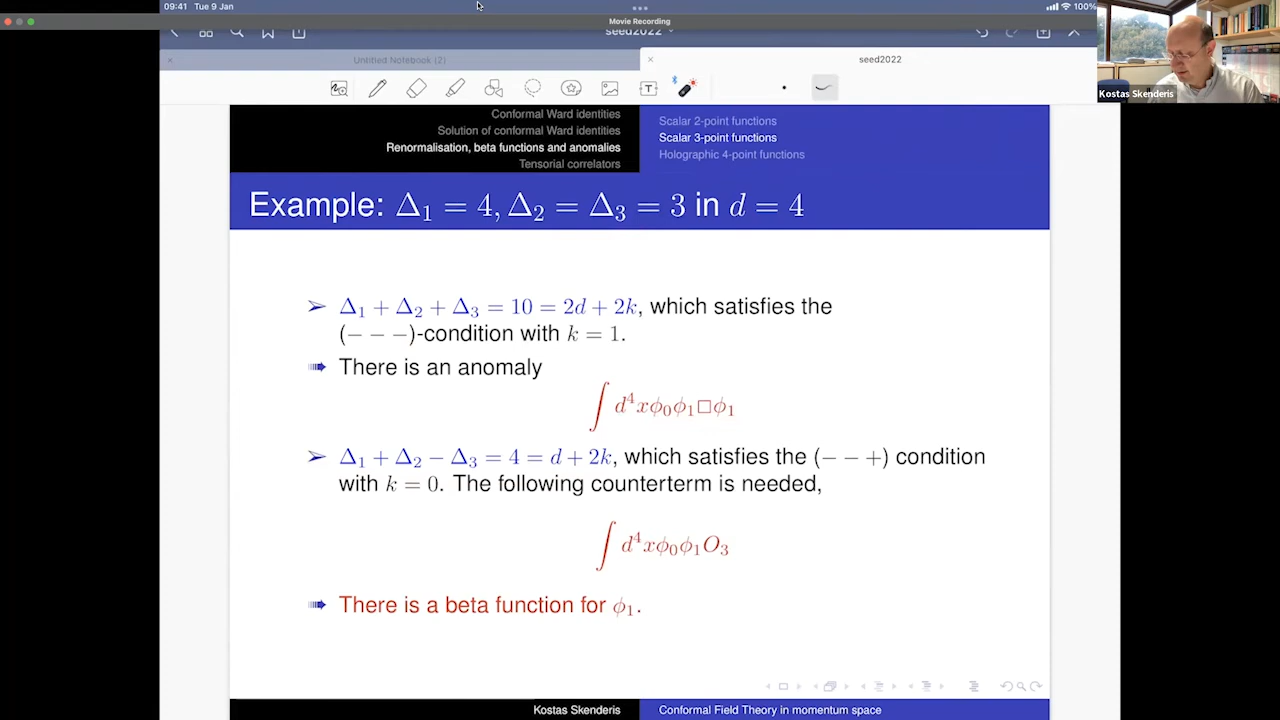 09:41 Tue 9 Jan
100%
Movie Recording
seed2022
Untitled Notebook (2)
seed2022
T
Kostas Skenderis
Conformal Ward identities
Solution of conformal Ward identities
Renormalisation, beta functions and anomalies
Tensorial correlators
Scalar 2-point functions
Scalar 3-point functions
Holographic 4-point functions
Example: Δ₁ = 4, Δ₂ = Δ₃ = 3 in d = 4
➢ Δ₁ + Δ₂ + Δ₃ = 10 = 2d + 2k, which satisfies the
(− − −)-condition with k = 1.
➠ There is an anomaly
∫ d⁴xϕ₀ϕ₁□ϕ₁
➢ Δ₁ + Δ₂ − Δ₃ = 4 = d + 2k, which satisfies the (− − +) condition
with k = 0. The following counterterm is needed,
∫ d⁴xϕ₀ϕ₁O₃
➠ There is a beta function for ϕ₁.
Kostas Skenderis
Conformal Field Theory in momentum space